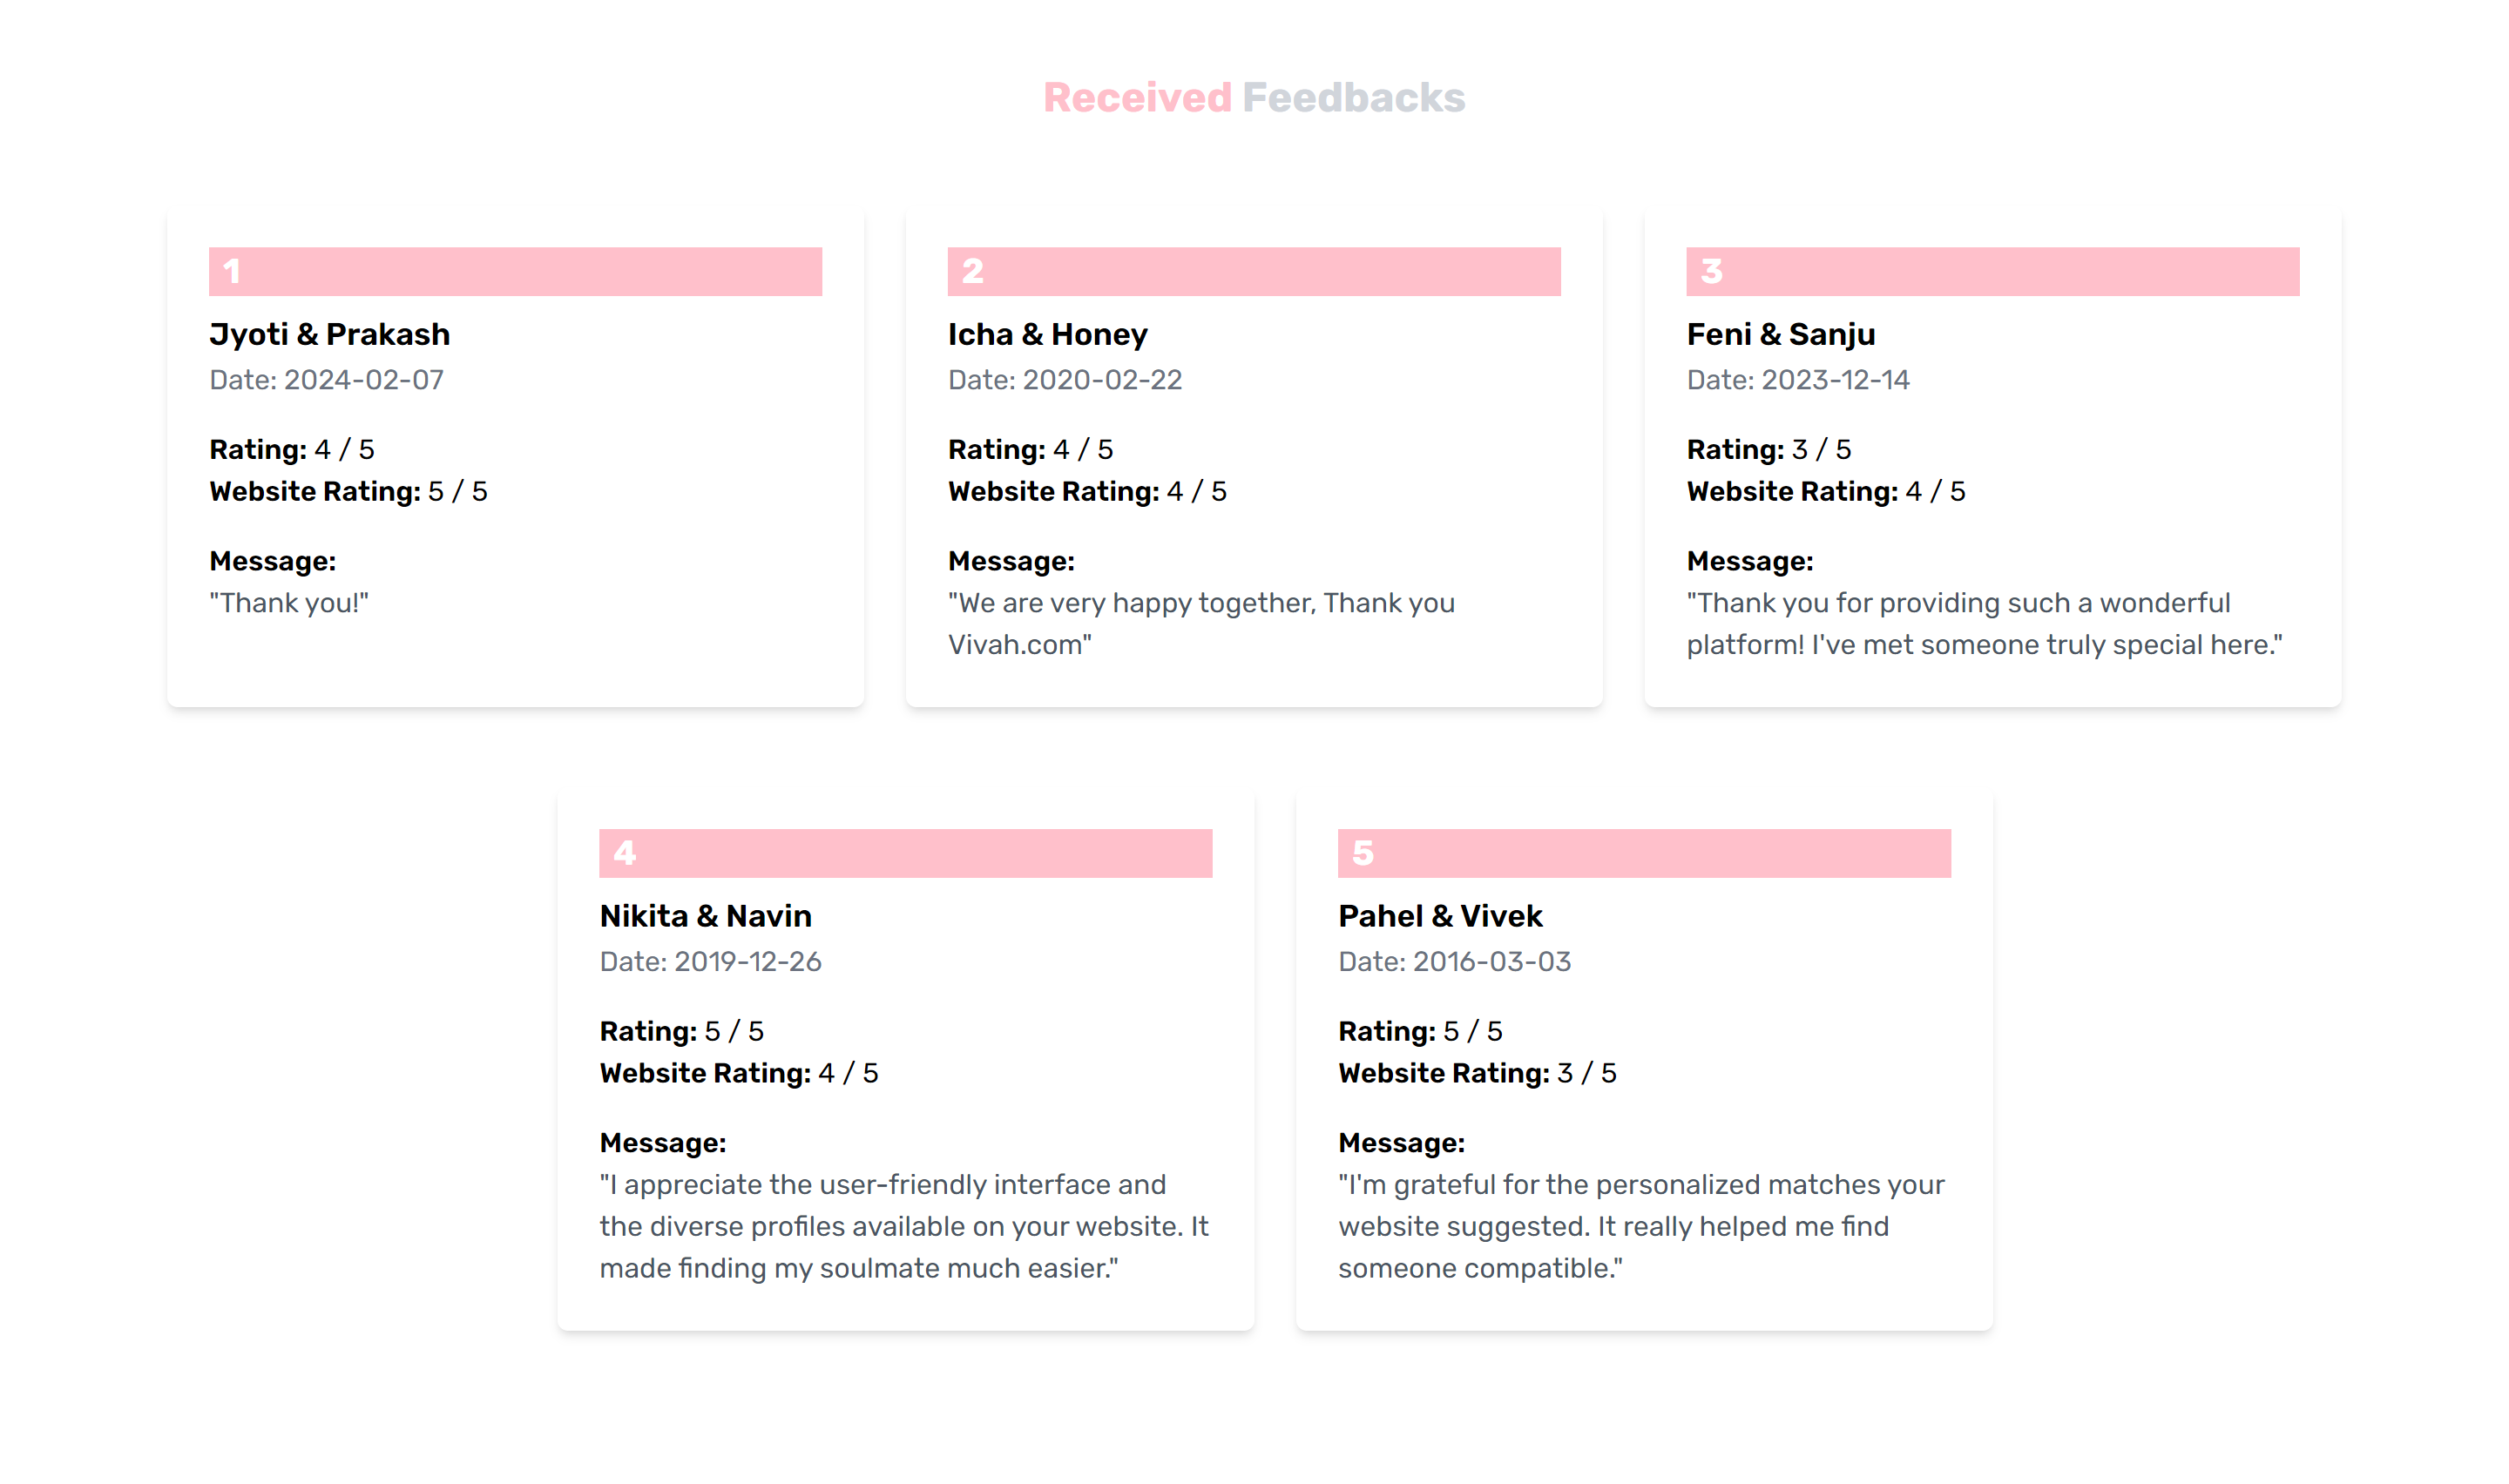 Received Feedbacks
1
Jyoti & Prakash
Date: 2024-02-07
Rating: 4 / 5
Website Rating: 5 / 5
Message:
"Thank you!"
2
Icha & Honey
Date: 2020-02-22
Rating: 4 / 5
Website Rating: 4 / 5
Message:
"We are very happy together, Thank you
Vivah.com"
3
Feni & Sanju
Date: 2023-12-14
Rating: 3 / 5
Website Rating: 4 / 5
Message:
"Thank you for providing such a wonderful
platform! I've met someone truly special here."
4
Nikita & Navin
Date: 2019-12-26
Rating: 5 / 5
Website Rating: 4 / 5
Message:
"I appreciate the user-friendly interface and
the diverse profiles available on your website. It
made finding my soulmate much easier."
5
Pahel & Vivek
Date: 2016-03-03
Rating: 5 / 5
Website Rating: 3 / 5
Message:
"I'm grateful for the personalized matches your
website suggested. It really helped me find
someone compatible."